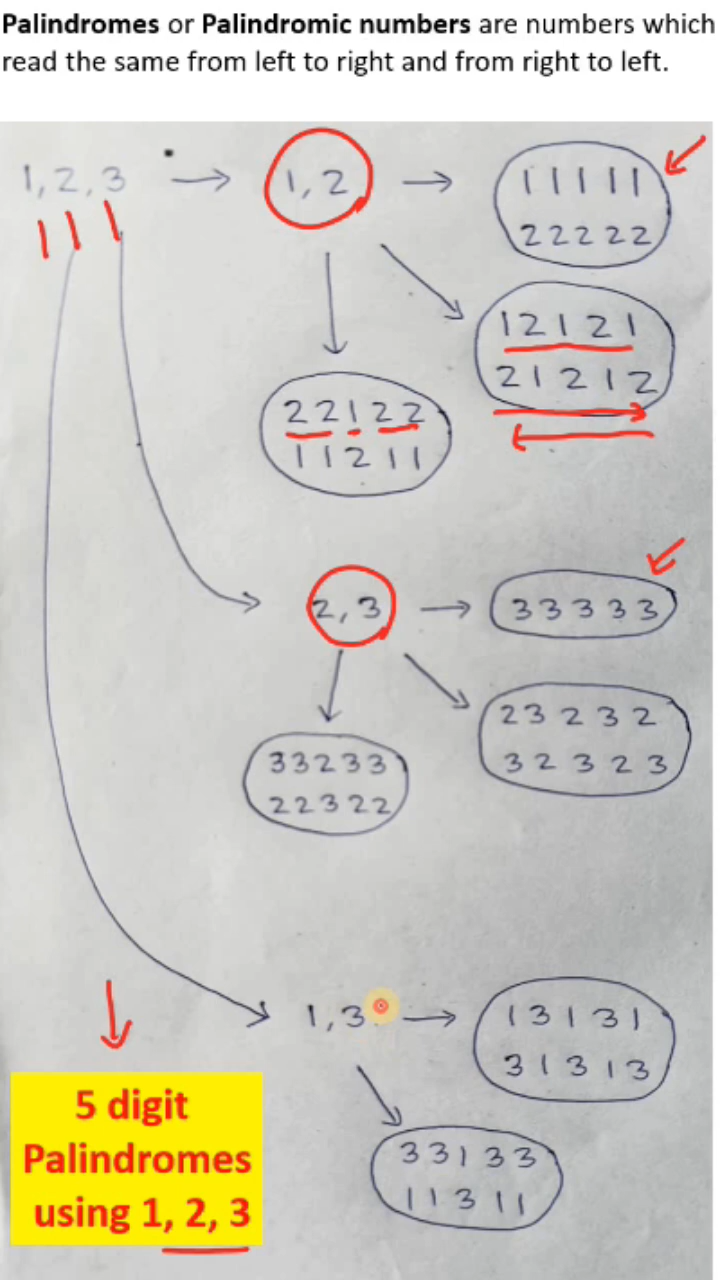 Palindromes or Palindromic numbers are numbers which
read the same from left to right and from right to left.
1, 2, 3 → 1, 2 → 11111
22222
12121
21212
22122
11211
2, 3 → 33333
23232
32323
33233
22322
1, 3 → 13131
31313
33133
11311
5 digit
Palindromes
using 1, 2, 3